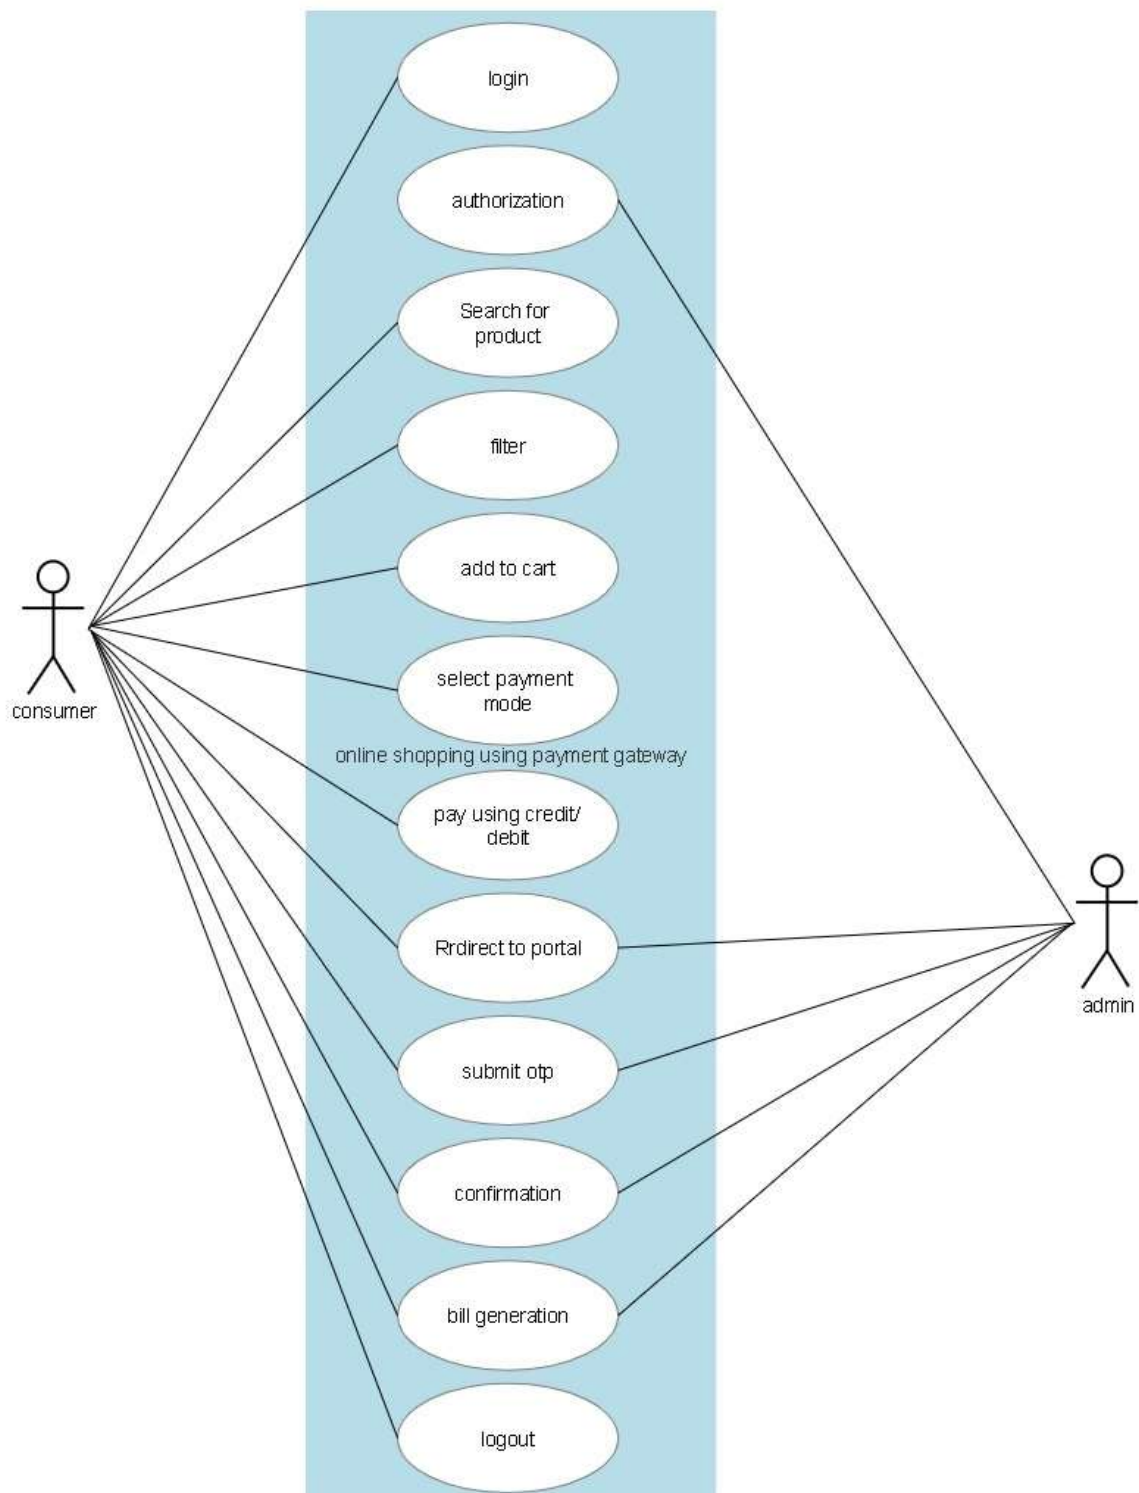 login
authorization
Search for
product
filter
add to cart
select payment
mode
consumer
online shopping using payment gateway
pay using credit/
debit
Rrdirect to portal
admin
submit otp
confirmation
bill generation
logout